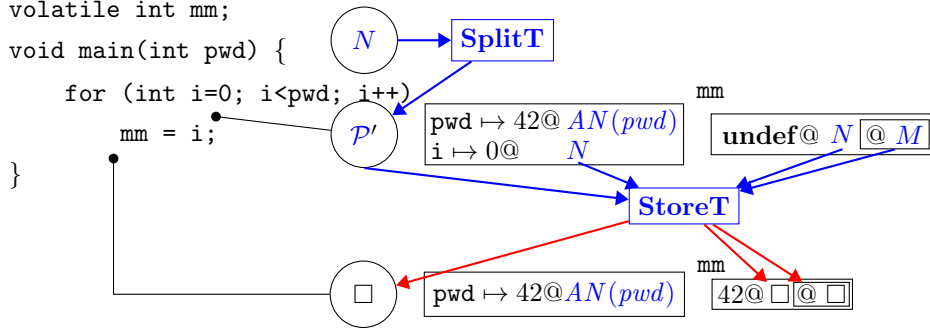 volatile int mm;
void main(int pwd) {
for (int i=0; i<pwd; i++)
mm = i;
}
N
SplitT
𝒫′
pwd ↦ 42@ AN(pwd)
i ↦ 0@ N
mm
undef@ N @ M
StoreT
□
pwd ↦ 42@AN(pwd)
mm
42@ □ @ □